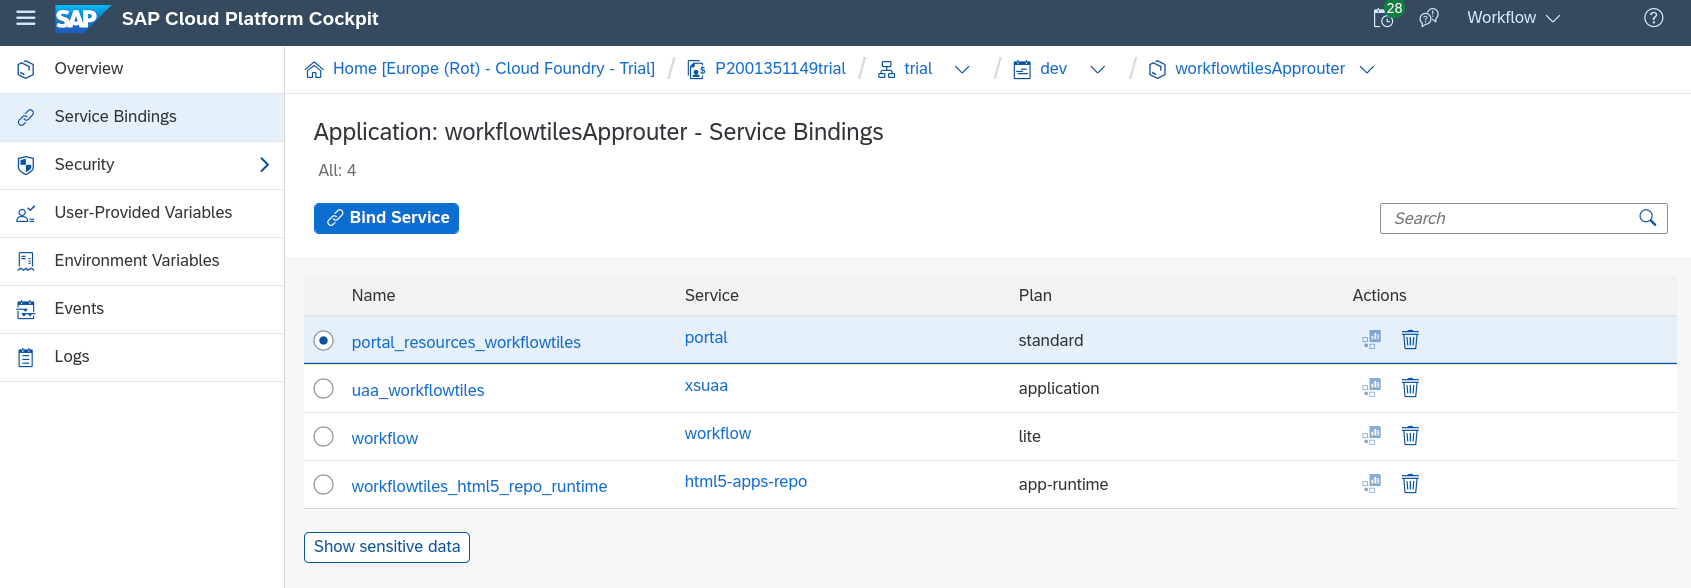 SAP SAP Cloud Platform Cockpit 28 Workflow
Overview
Service Bindings
Security
User-Provided Variables
Environment Variables
Events
Logs
Home [Europe (Rot) - Cloud Foundry - Trial] / P2001351149trial / trial / dev / workflowtilesApprouter
Application: workflowtilesApprouter - Service Bindings
All: 4
Bind Service Search
Name Service Plan Actions
portal_resources_workflowtiles portal standard
uaa_workflowtiles xsuaa application
workflow workflow lite
workflowtiles_html5_repo_runtime html5-apps-repo app-runtime
Show sensitive data